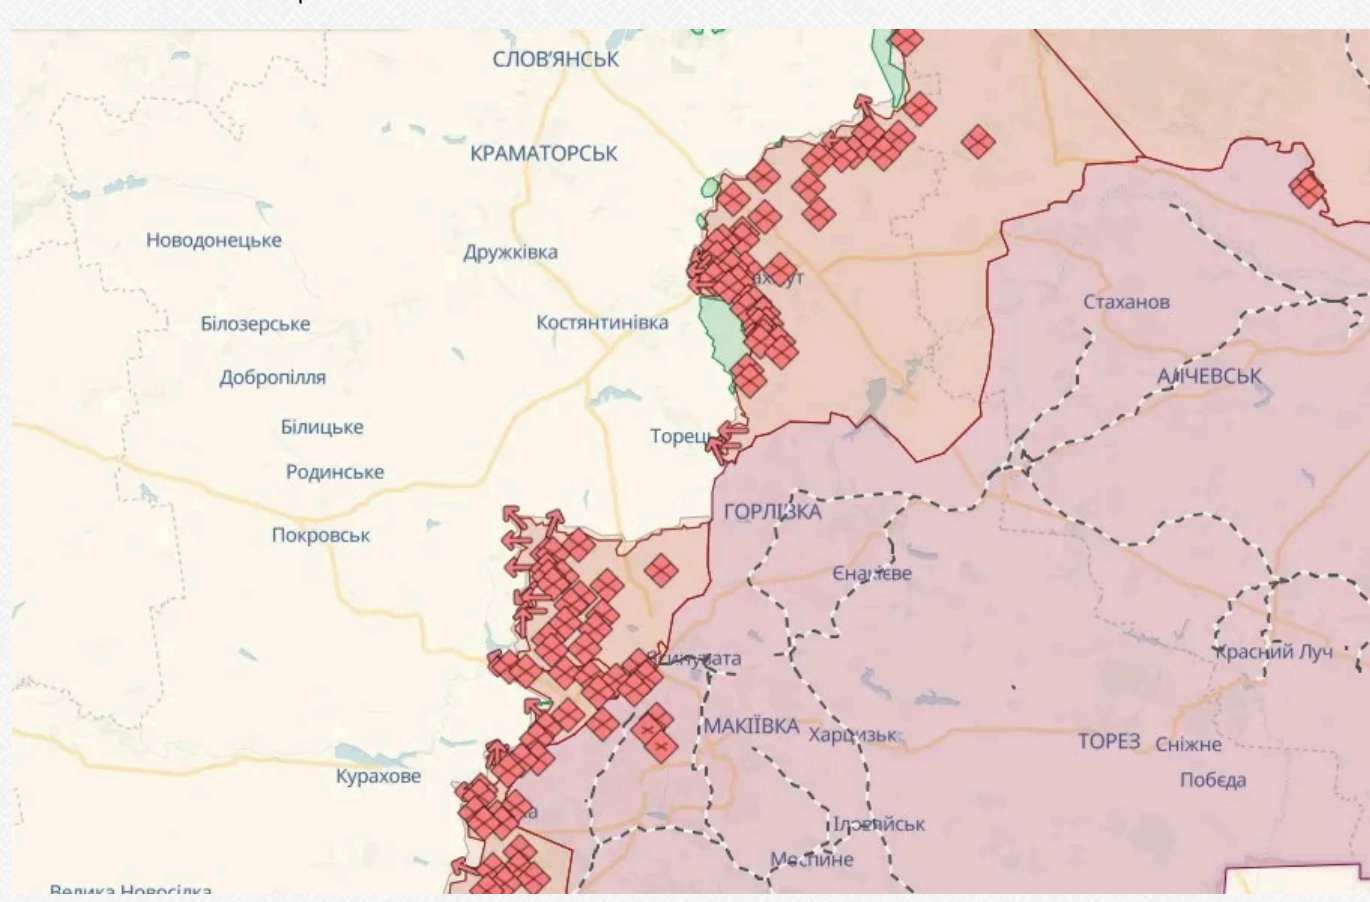 СЛОВ'ЯНСЬК
КРАМАТОРСЬК
Новодонецьке
Дружківка
Стаханов
Білозерське
Костянтинівка
Добропілля
АЛЧЕВСЬК
Білицьке
Родинське
ГОРЛІВКА
Покровськ
Єнакієве
Красний Луч
МАКІЇВКА
Харцизьк
ТОРЕЗ
Сніжне
Курахове
Побєда
Іловайськ
Моспине
Велика Новосілка